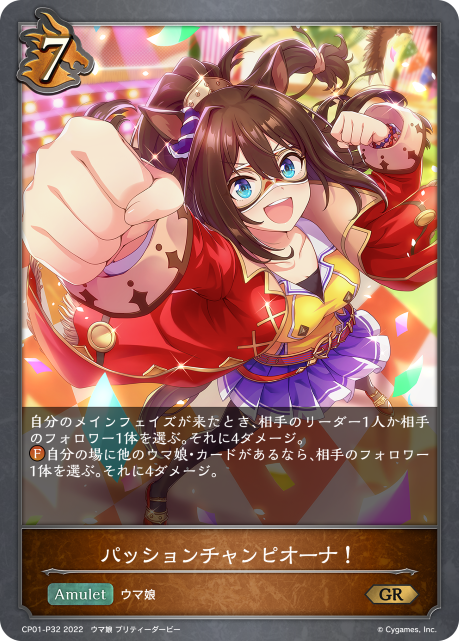 7
自分のメインフェイズが来たとき、相手のリーダー1人か相手
のフォロワー1体を選ぶ。それに4ダメージ。
F自分の場に他のウマ娘・カードがあるなら、相手のフォロワー
1体を選ぶ。それに4ダメージ。
パッションチャンピオーナ！
Amulet ウマ娘 GR
CP01-P32 2022 ウマ娘 プリティーダービー © Cygames, Inc.